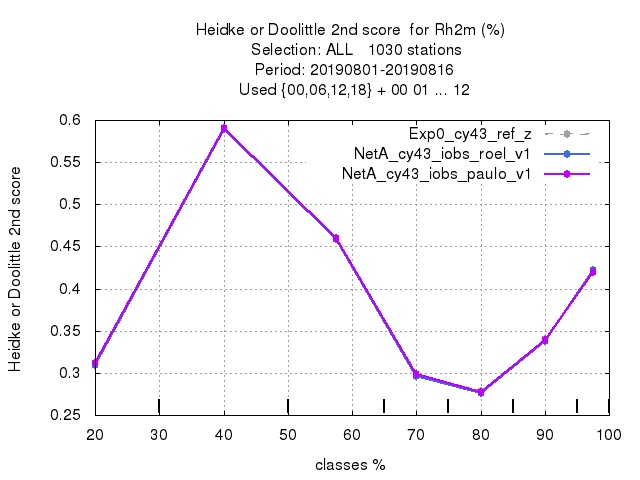 Heidke or Doolittle 2nd score  for Rh2m (%)
Selection: ALL   1030 stations
Period: 20190801-20190816
Used {00,06,12,18} + 00 01 ... 12
Exp0_cy43_ref_z
NetA_cy43_iobs_roel_v1
NetA_cy43_iobs_paulo_v1
Heidke or Doolittle 2nd score
0.6
0.55
0.5
0.45
0.4
0.35
0.3
0.25
20 30 40 50 60 70 80 90 100
classes %